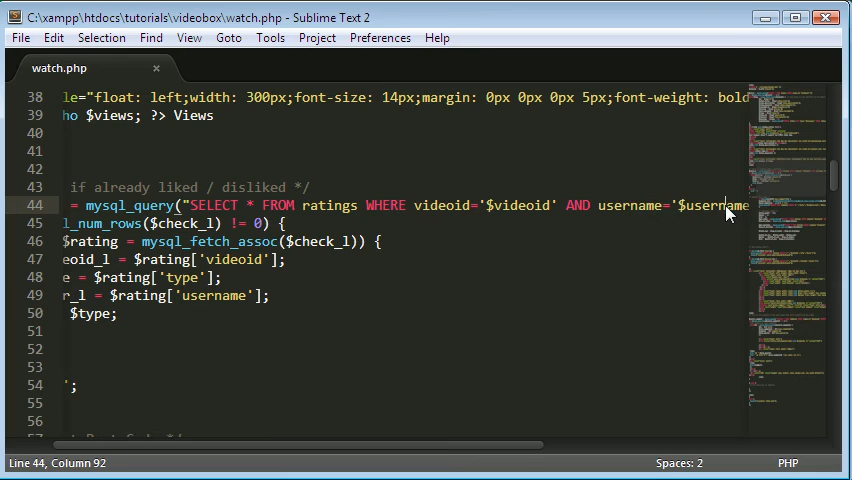 C:\xampp\htdocs\tutorials\videobox\watch.php - Sublime Text 2
File Edit Selection Find View Goto Tools Project Preferences Help
watch.php ×
38 le="float: left;width: 300px;font-size: 14px;margin: 0px 0px 0px 5px;font-weight: bold
39 ho $views; ?> Views
40
41
42
43 if already liked / disliked */
44 = mysql_query("SELECT * FROM ratings WHERE videoid='$videoid' AND username='$username
45 l_num_rows($check_l) != 0) {
46 $rating = mysql_fetch_assoc($check_l)) {
47 eoid_l = $rating['videoid'];
48 e = $rating['type'];
49 r_l = $rating['username'];
50 $type;
51
52
53
54 ';
55
56
Line 44, Column 92 Spaces: 2 PHP